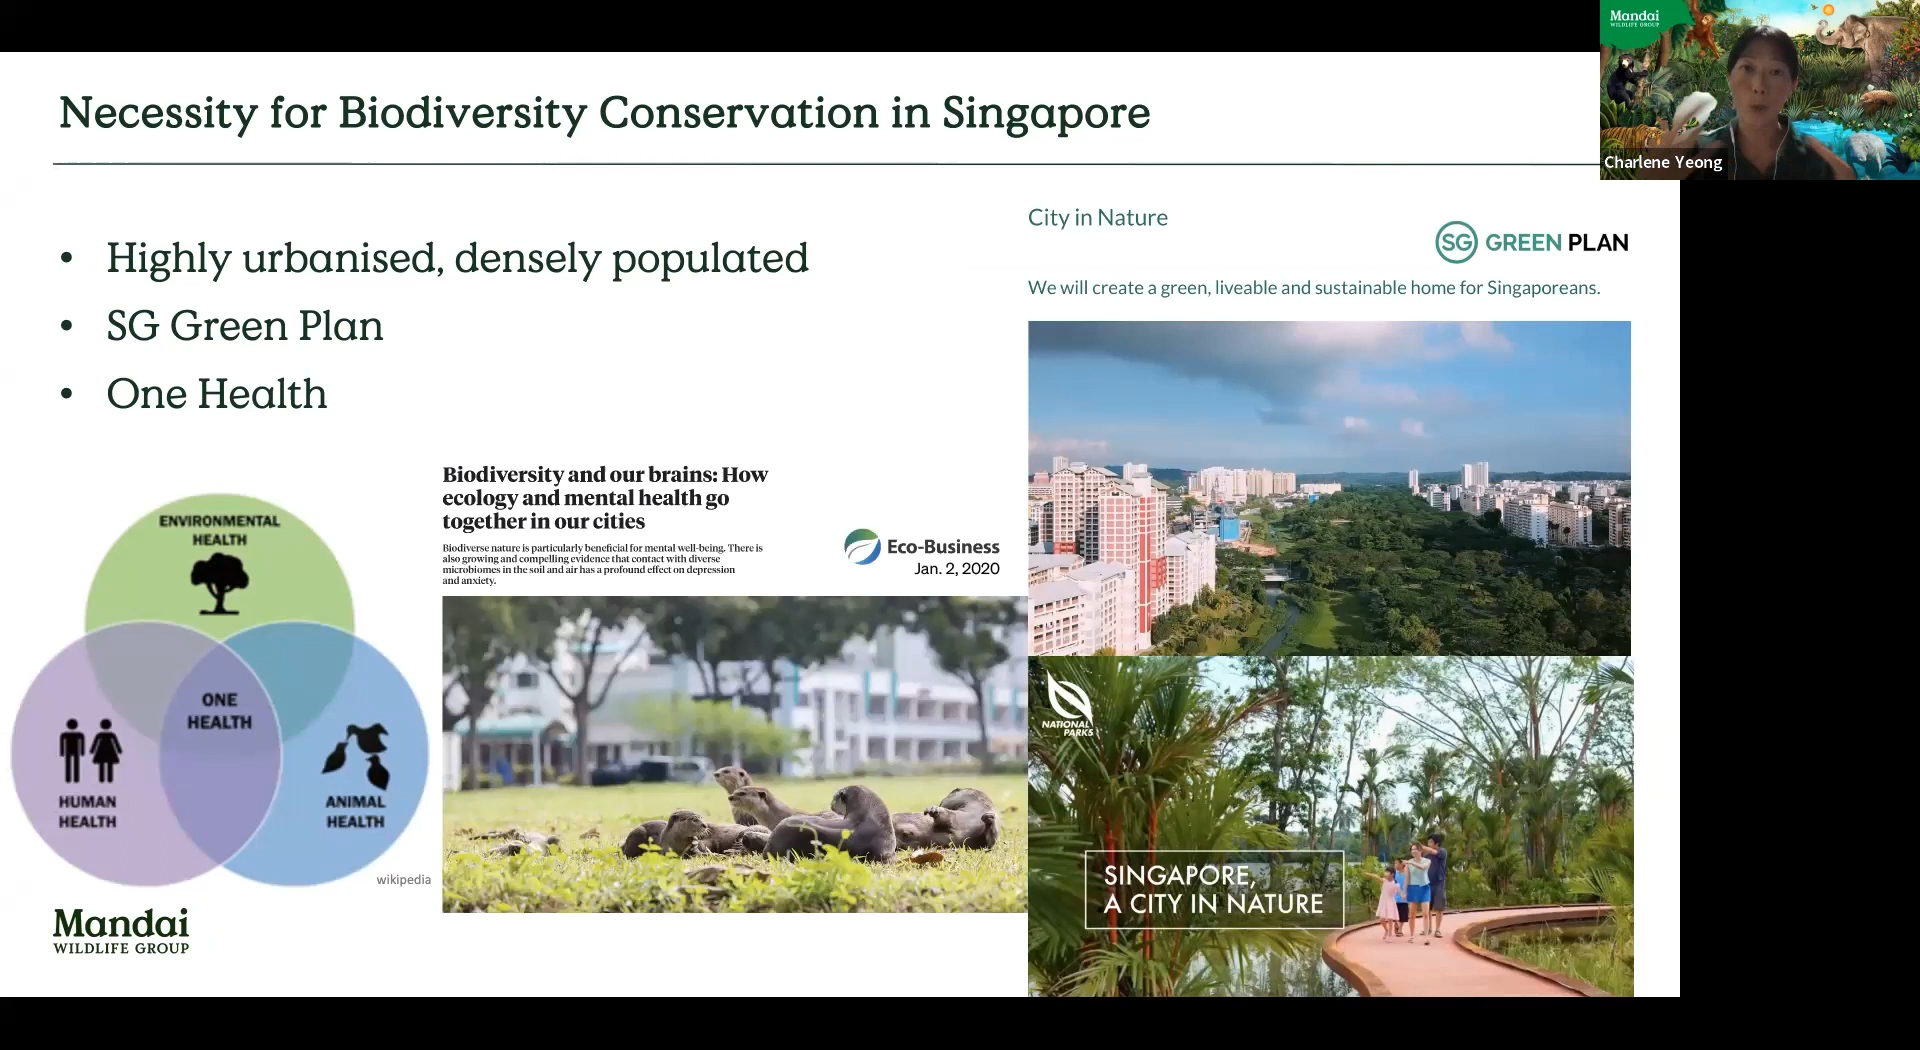 Mandai
WILDLIFE GROUP
Charlene Yeong
Necessity for Biodiversity Conservation in Singapore
• Highly urbanised, densely populated
• SG Green Plan
• One Health
City in Nature
SG GREEN PLAN
We will create a green, liveable and sustainable home for Singaporeans.
Biodiversity and our brains: How
ecology and mental health go
together in our cities
Biodiverse nature is particularly beneficial for mental well-being. There is
also growing and compelling evidence that contact with diverse
microbiomes in the soil and air has a profound effect on depression
and anxiety.
Eco-Business
Jan. 2, 2020
ENVIRONMENTAL
HEALTH
ONE
HEALTH
HUMAN
HEALTH
ANIMAL
HEALTH
wikipedia
NATIONAL
PARKS
SINGAPORE,
A CITY IN NATURE
Mandai
WILDLIFE GROUP